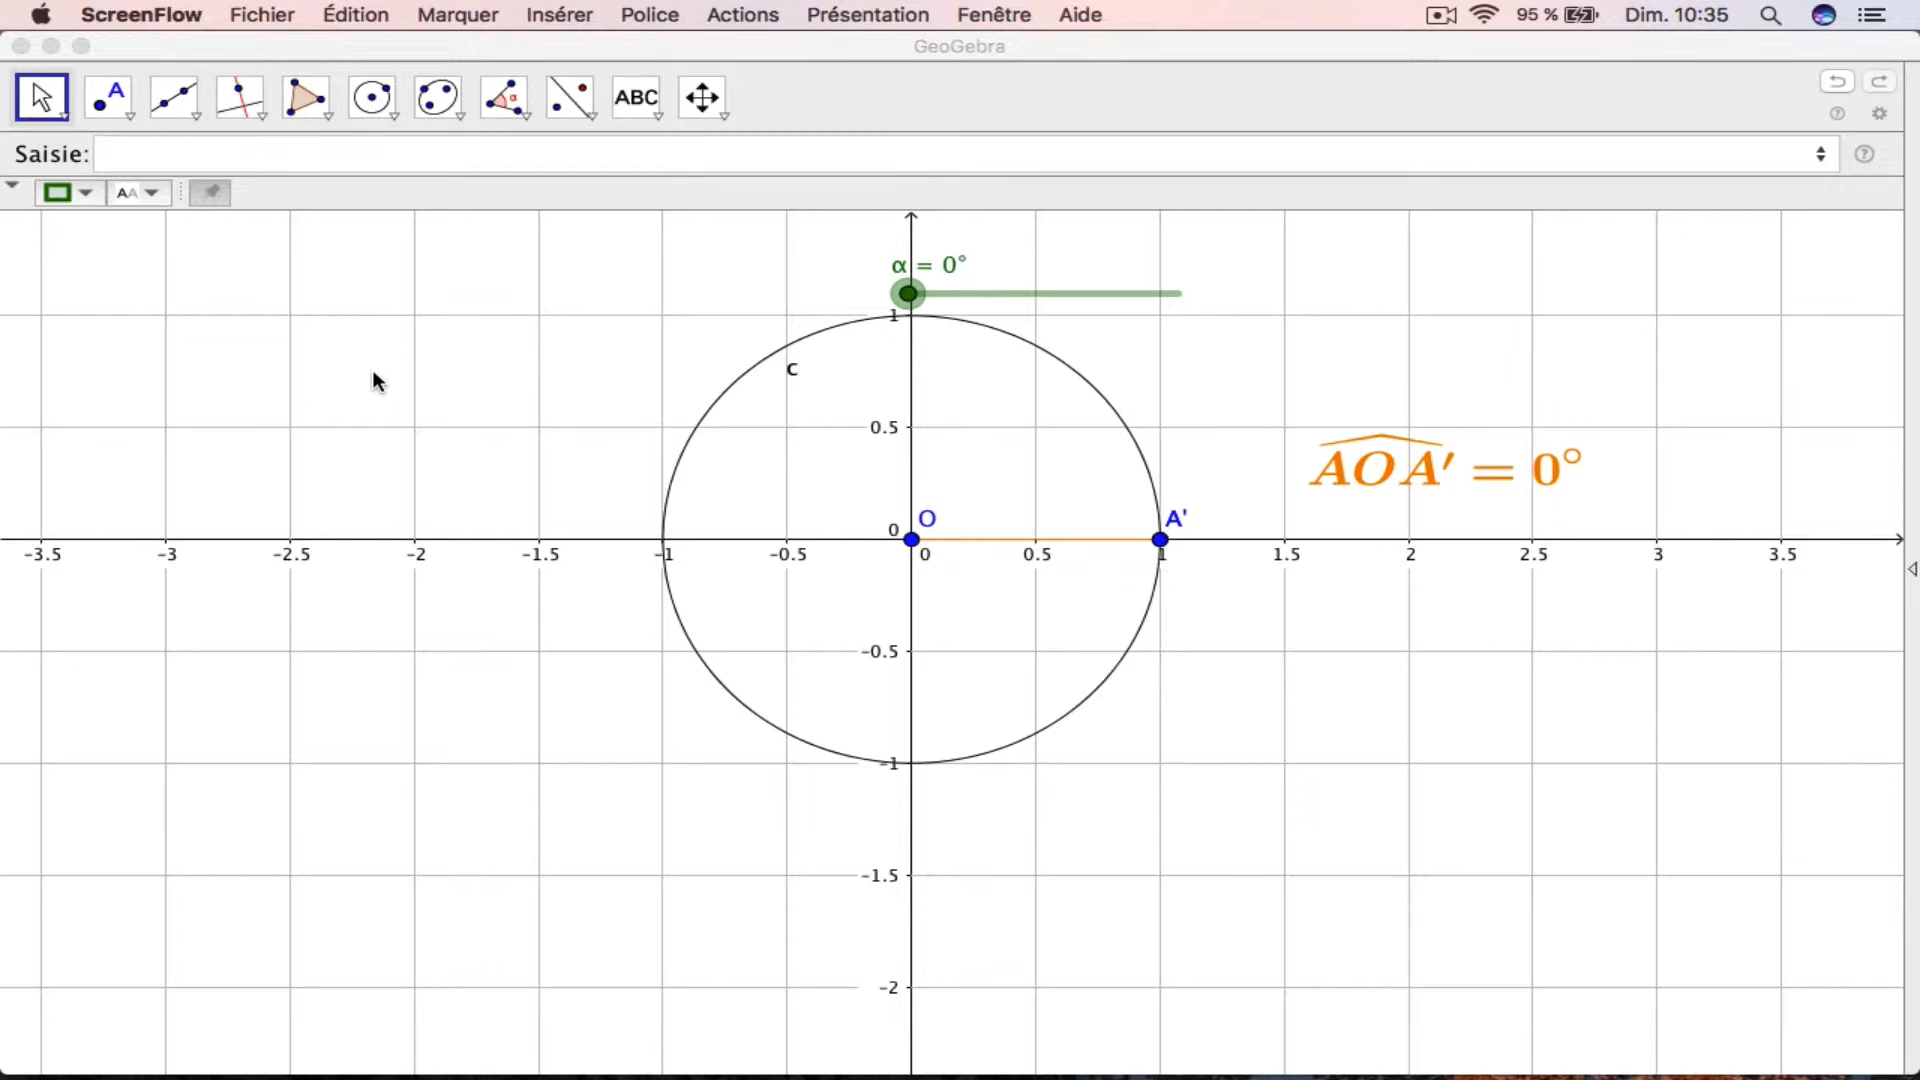 ScreenFlow Fichier Édition Marquer Insérer Police Actions Présentation Fenêtre Aide 95 % Dim. 10:35
GeoGebra
A α ABC
Saisie:
AA
α = 0°
1
c
0.5
AOA' = 0°
0 O A'
-3.5 -3 -2.5 -2 -1.5 -1 -0.5 0 0.5 1 1.5 2 2.5 3 3.5
-0.5
-1
-1.5
-2